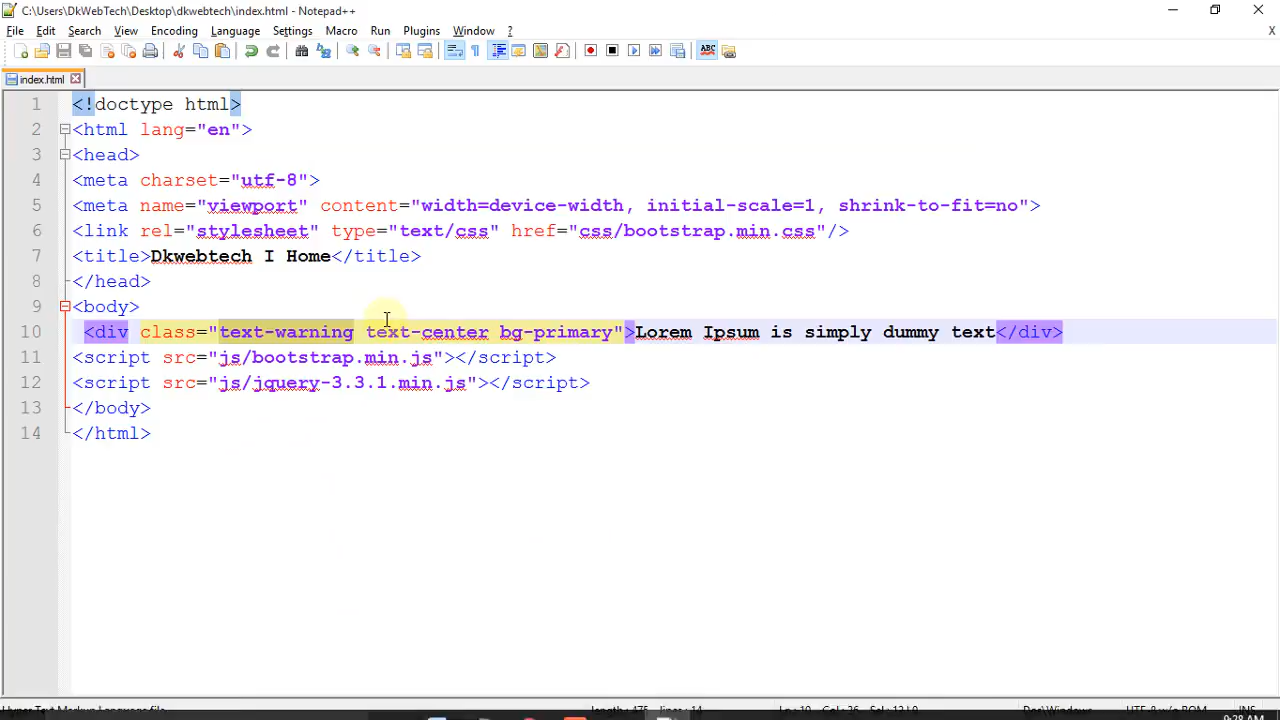 C:\Users\DkWebTech\Desktop\dkwebtech\index.html - Notepad++
File Edit Search View Encoding Language Settings Macro Run Plugins Window ? X
ABC
index.html
1 <!doctype html>
2 <html lang="en">
3 <head>
4 <meta charset="utf-8">
5 <meta name="viewport" content="width=device-width, initial-scale=1, shrink-to-fit=no">
6 <link rel="stylesheet" type="text/css" href="css/bootstrap.min.css"/>
7 <title>Dkwebtech I Home</title>
8 </head>
9 <body>
10 <div class="text-warning text-center bg-primary">Lorem Ipsum is simply dummy text</div>
11 <script src="js/bootstrap.min.js"></script>
12 <script src="js/jquery-3.3.1.min.js"></script>
13 </body>
14 </html>